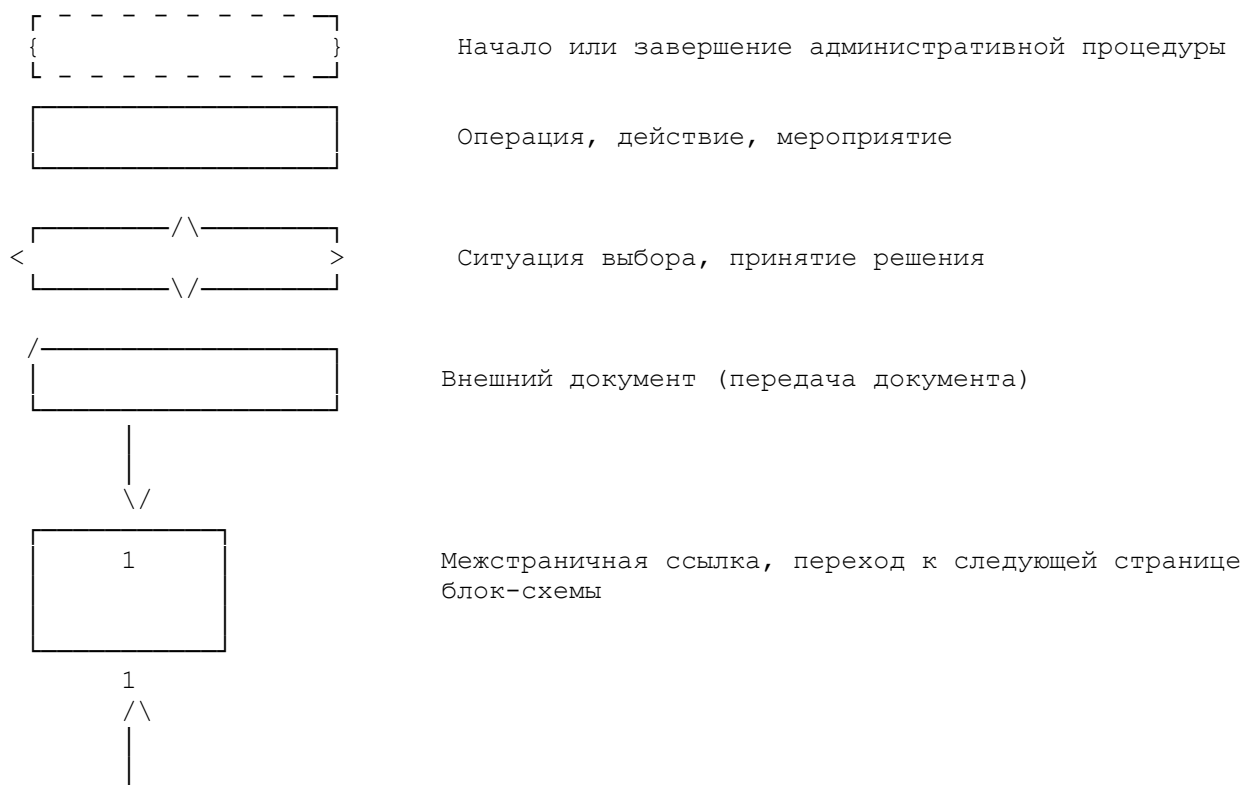 Начало или завершение административной процедуры
Операция, действие, мероприятие
Ситуация выбора, принятие решения
Внешний документ (передача документа)
1
Межстраничная ссылка, переход к следующей странице
блок-схемы
1